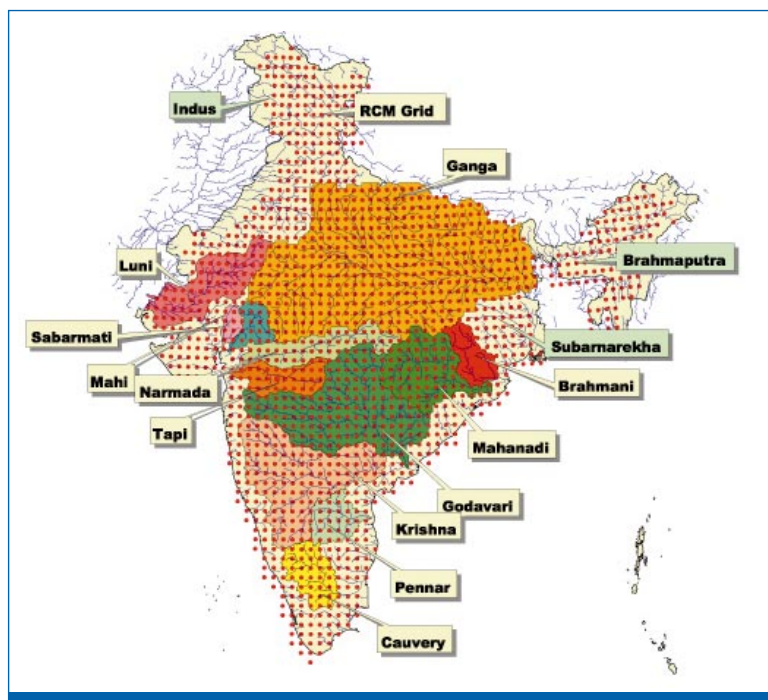 Indus
RCM Grid
Ganga
Luni
Brahmaputra
Sabarmati
Subarnarekha
Mahi
Narmada
Brahmani
Tapi
Mahanadi
Godavari
Krishna
Pennar
Cauvery